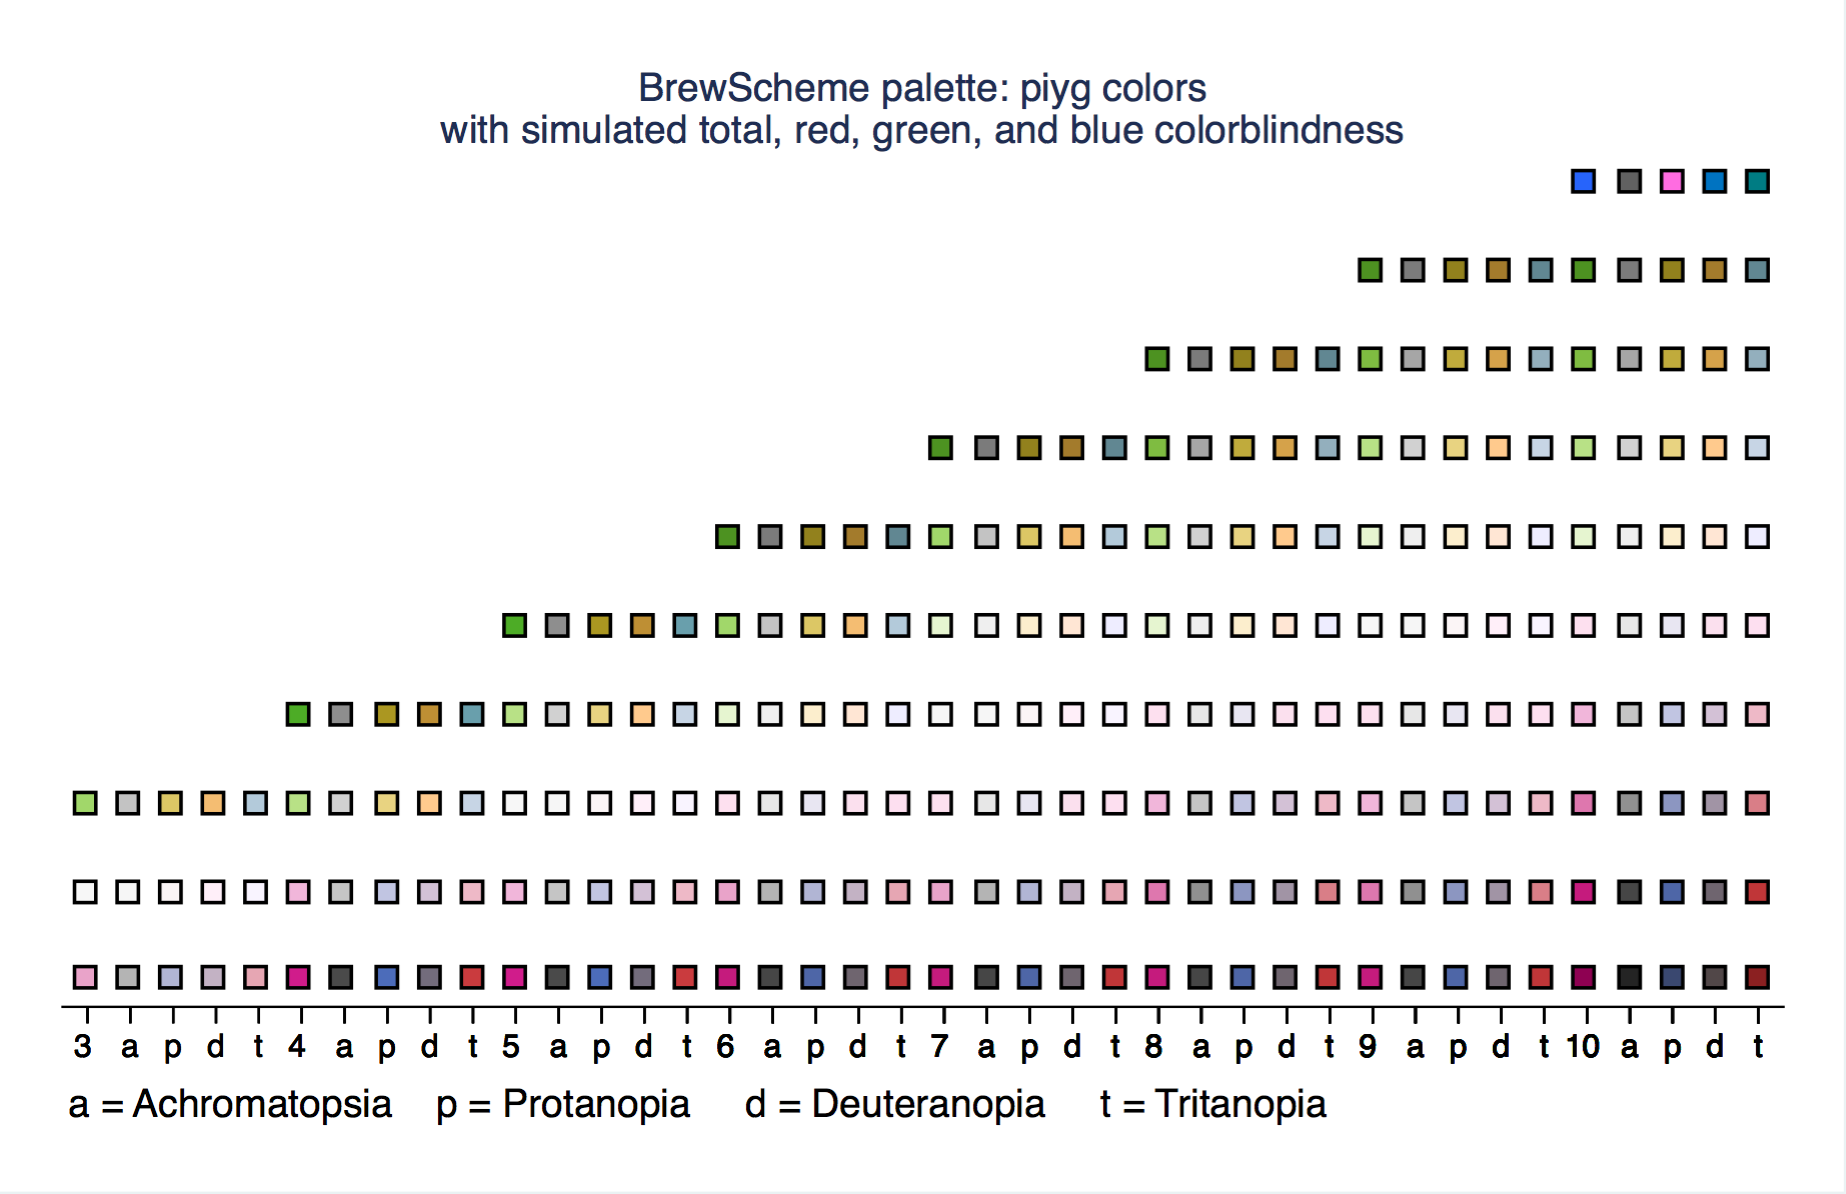 BrewScheme palette: piyg colors
with simulated total, red, green, and blue colorblindness
3 a p d t 4 a p d t 5 a p d t 6 a p d t 7 a p d t 8 a p d t 9 a p d t 10 a p d t
a = Achromatopsia p = Protanopia d = Deuteranopia t = Tritanopia